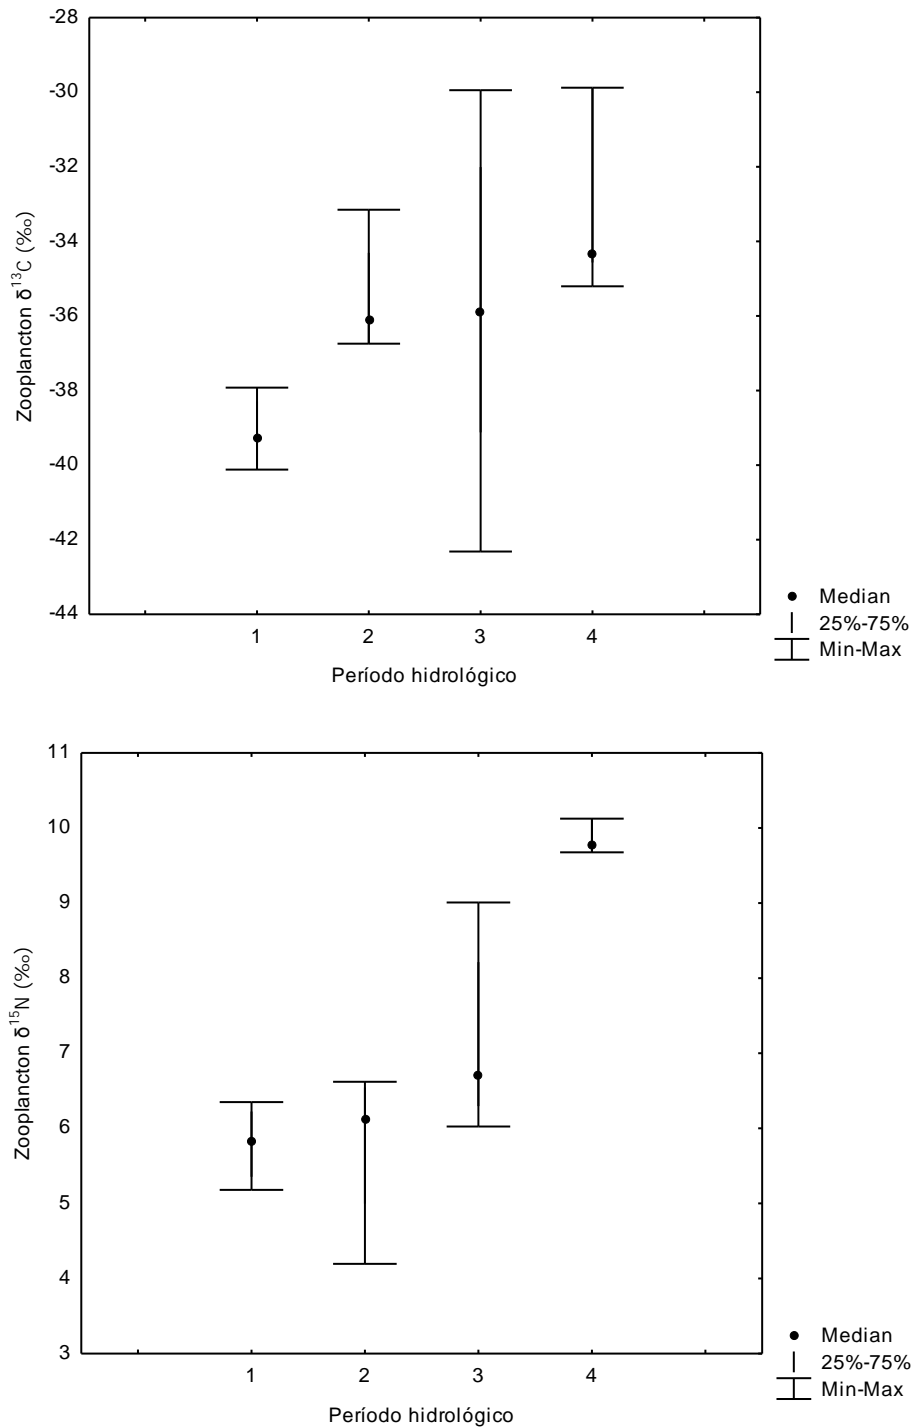 -28
-30
-32
-34
-36
-38
-40
-42
-44
Zooplancton δ¹³C (‰)
1 2 3 4
Período hidrológico
Median
25%-75%
Min-Max
11
10
9
8
7
6
5
4
3
Zooplancton δ¹⁵N (‰)
1 2 3 4
Período hidrológico
Median
25%-75%
Min-Max